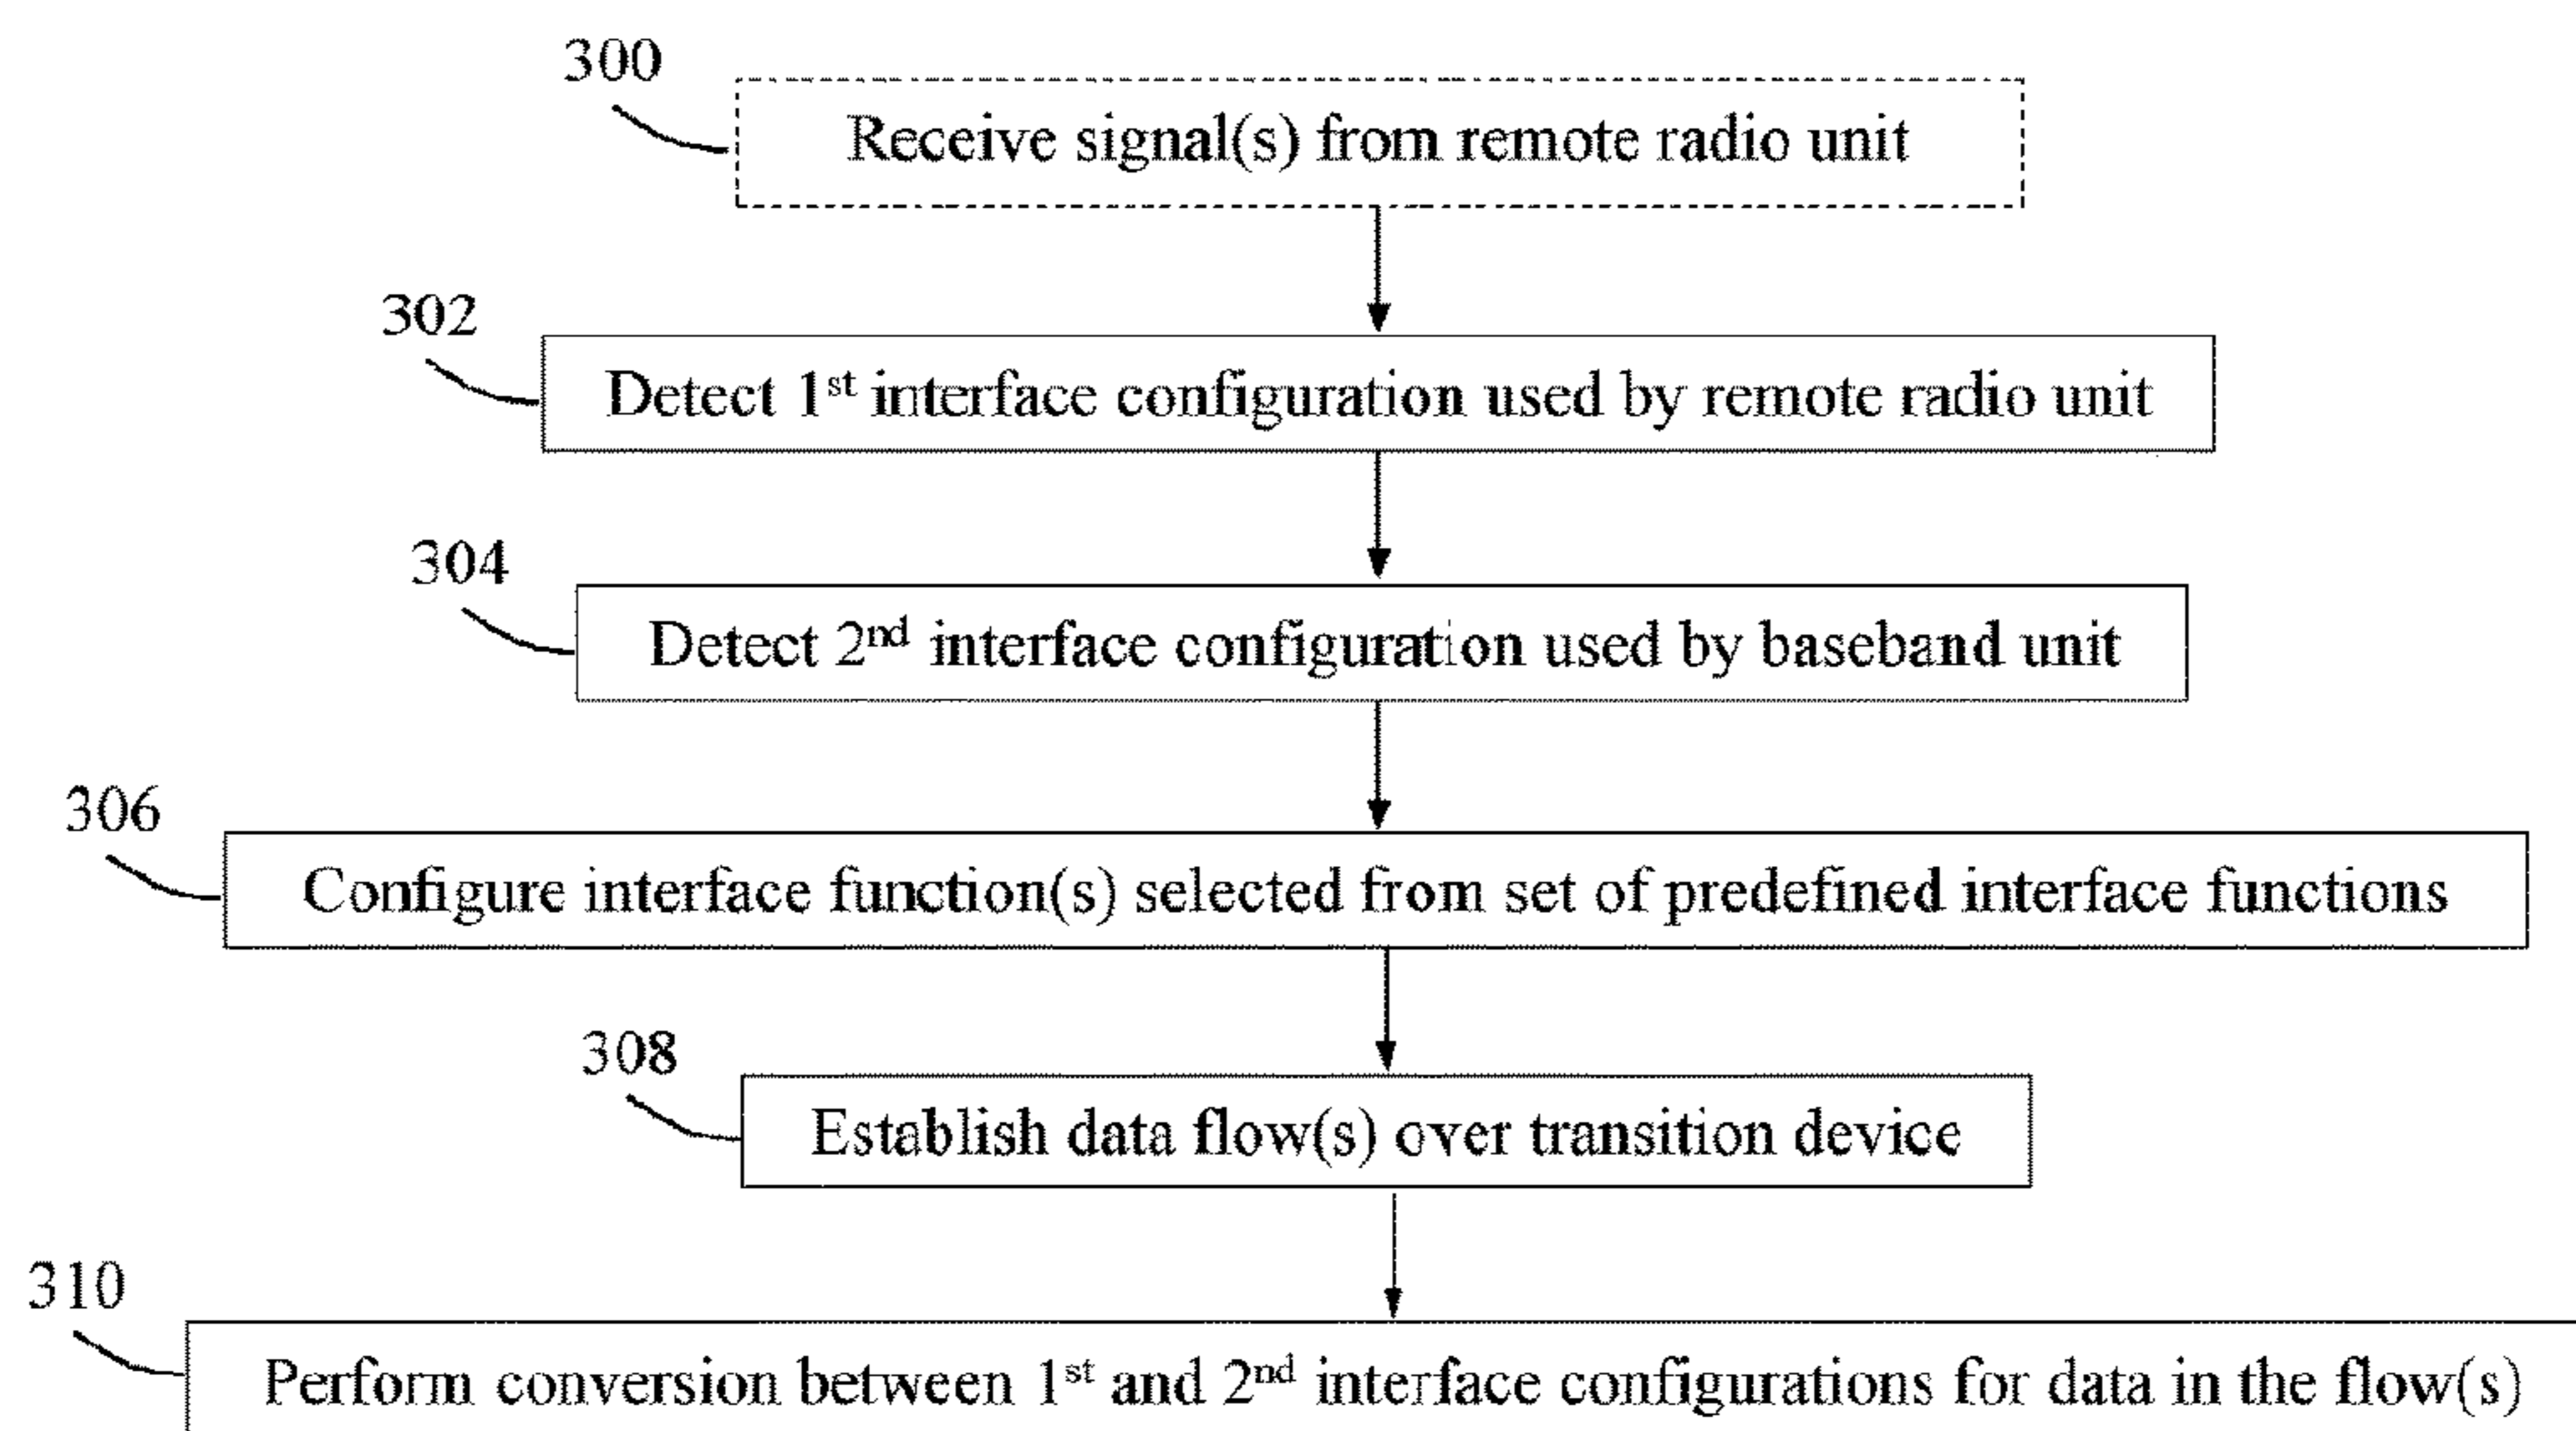 300
Receive signal(s) from remote radio unit
302
Detect 1st interface configuration used by remote radio unit
304
Detect 2nd interface configuration used by baseband unit
306
Configure interface function(s) selected from set of predefined interface functions
308
Establish data flow(s) over transition device
310
Perform conversion between 1st and 2nd interface configurations for data in the flow(s)